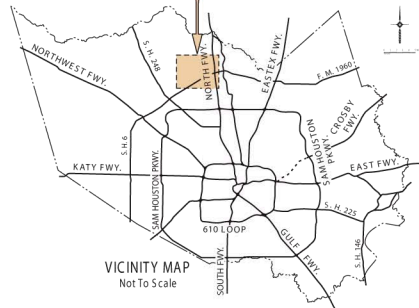 NORTHWEST FWY.
S. H. 248
NORTH FWY.
EASTEX FWY.
F. M. 1960
SAM HOUSTON PKWY.
CROSBY FWY.
S. H. 6
KATY FWY.
EAST FWY.
SAM HOUSTON PKWY.
S. H. 225
610 LOOP
GULF FWY.
S. H. 146
SOUTH FWY.
VICINITY MAP
Not To Scale